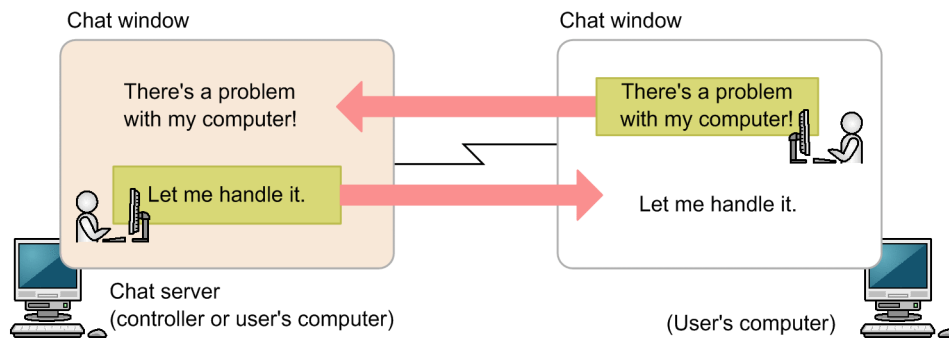 Chat window
There's a problem
with my computer!
Let me handle it.
Chat server
(controller or user's computer)
Chat window
There's a problem
with my computer!
Let me handle it.
(User's computer)